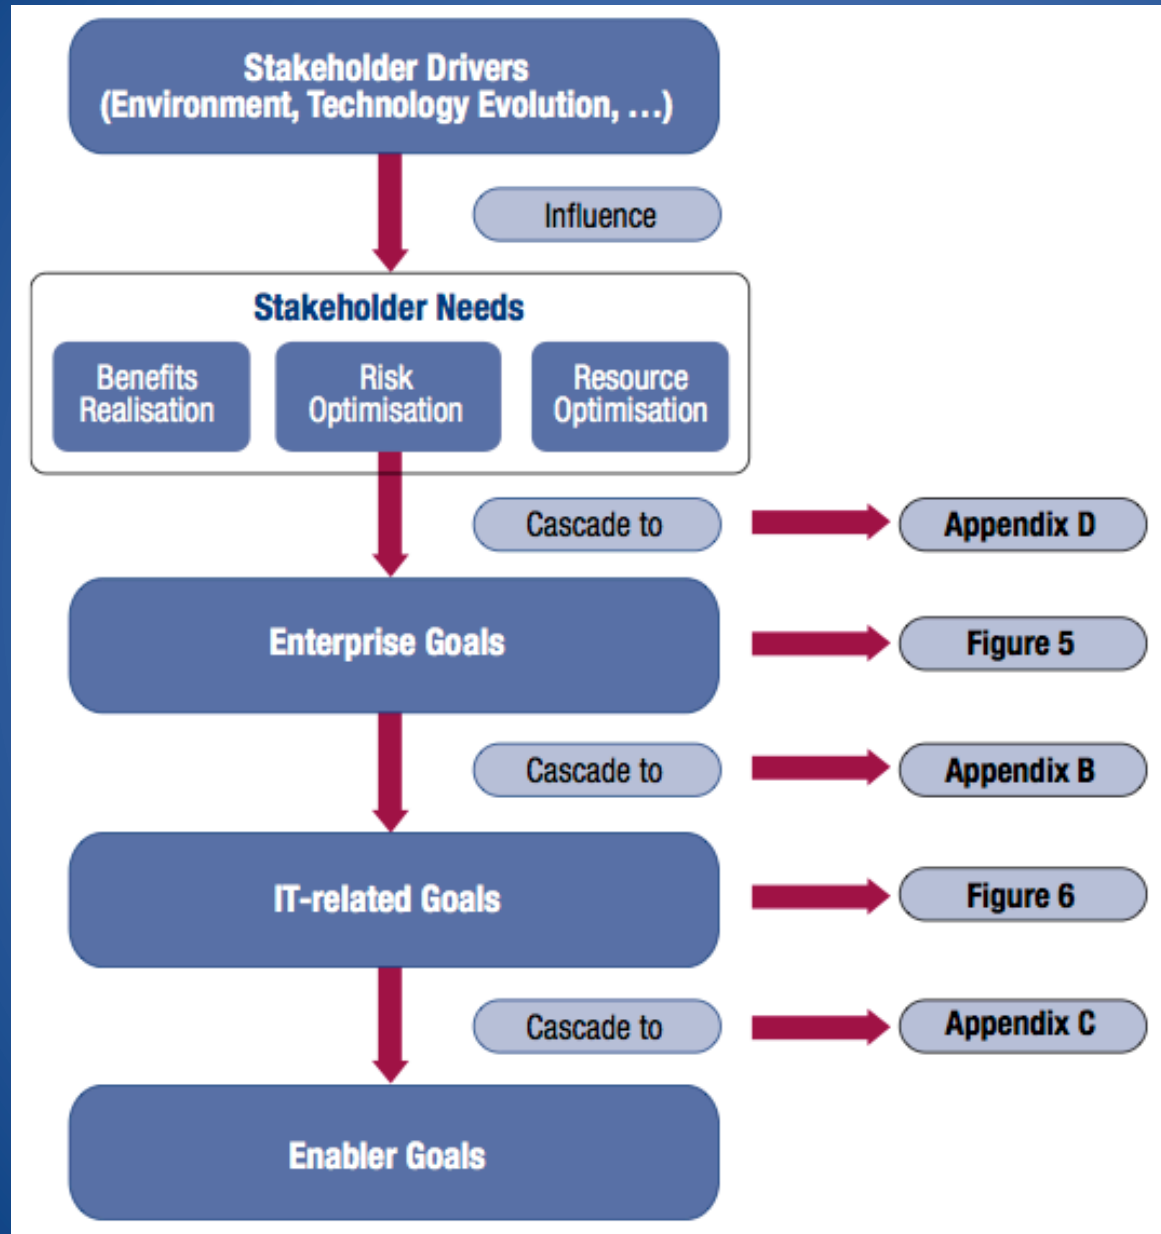 Stakeholder Drivers
(Environment, Technology Evolution, …)
Influence
Stakeholder Needs
Benefits
Realisation
Risk
Optimisation
Resource
Optimisation
Cascade to
Appendix D
Enterprise Goals
Figure 5
Cascade to
Appendix B
IT-related Goals
Figure 6
Cascade to
Appendix C
Enabler Goals